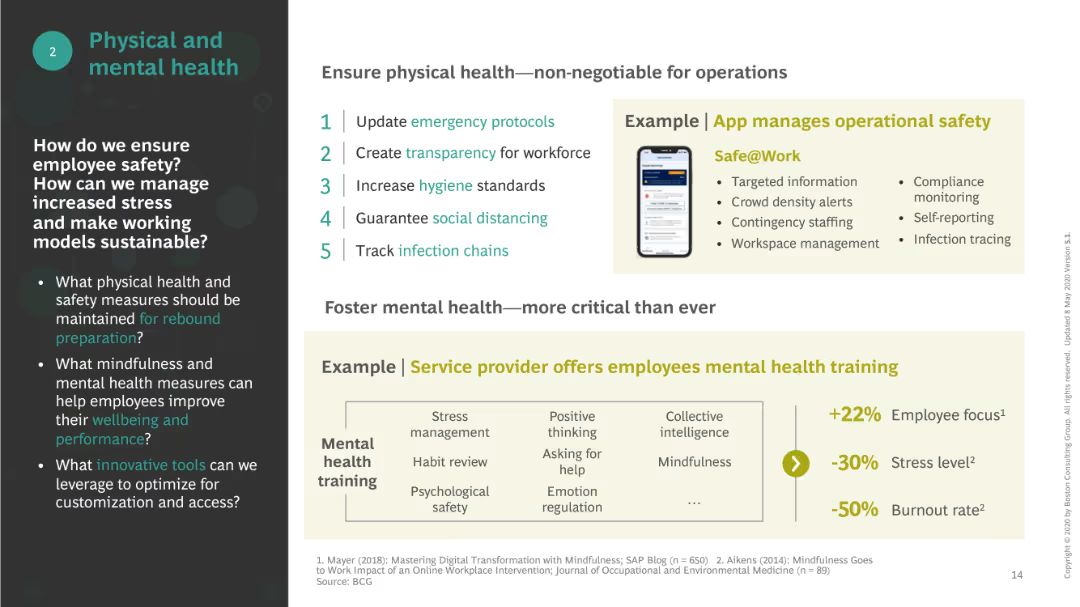 2
Physical and
mental health
How do we ensure
employee safety?
How can we manage
increased stress
and make working
models sustainable?
• What physical health and
safety measures should be
maintained for rebound
preparation?
• What mindfulness and
mental health measures can
help employees improve
their wellbeing and
performance?
• What innovative tools can we
leverage to optimize for
customization and access?
Ensure physical health—non-negotiable for operations
1 Update emergency protocols
2 Create transparency for workforce
3 Increase hygiene standards
4 Guarantee social distancing
5 Track infection chains
Example | App manages operational safety
Safe@Work
• Targeted information
• Crowd density alerts
• Contingency staffing
• Workspace management
• Compliance
monitoring
• Self-reporting
• Infection tracing
Foster mental health—more critical than ever
Example | Service provider offers employees mental health training
Mental
health
training
Stress
management
Positive
thinking
Collective
intelligence
Habit review
Asking for
help
Mindfulness
Psychological
safety
Emotion
regulation
...
+22% Employee focus¹
-30% Stress level²
-50% Burnout rate²
1. Mayer (2018): Mastering Digital Transformation with Mindfulness; SAP Blog (n = 650) 2. Aikens (2014): Mindfulness Goes
to Work Impact of an Online Workplace Intervention; Journal of Occupational and Environmental Medicine (n = 89)
Source: BCG
14
Copyright © 2020 by Boston Consulting Group. All rights reserved. Updated 8 May 2020 Version 5.1.